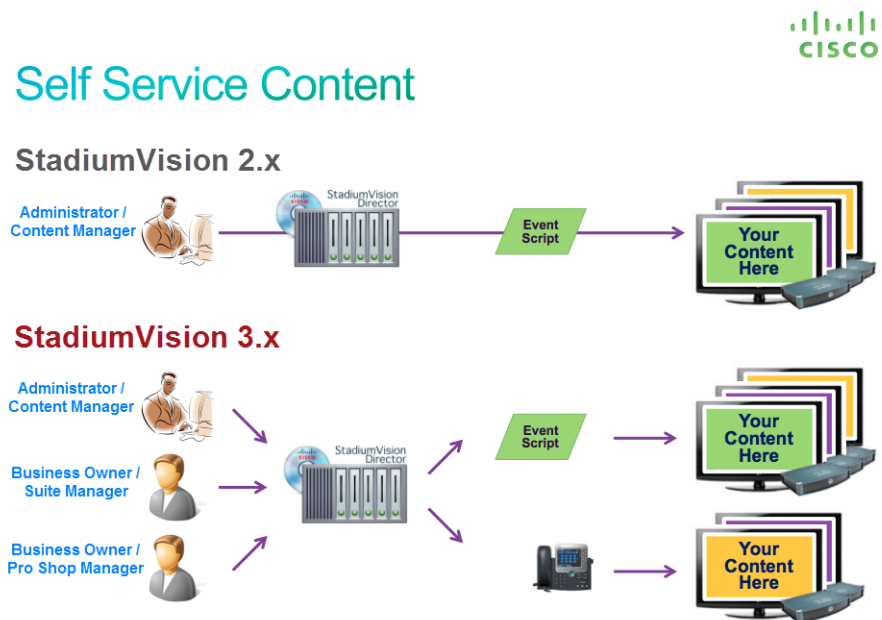 CISCO
Self Service Content
StadiumVision 2.x
Administrator /
Content Manager
StadiumVision
Director
Event
Script
Your
Content
Here
StadiumVision 3.x
Administrator /
Content Manager
Business Owner /
Suite Manager
Business Owner /
Pro Shop Manager
CISCO
StadiumVision
Director
Event
Script
Your
Content
Here
Your
Content
Here